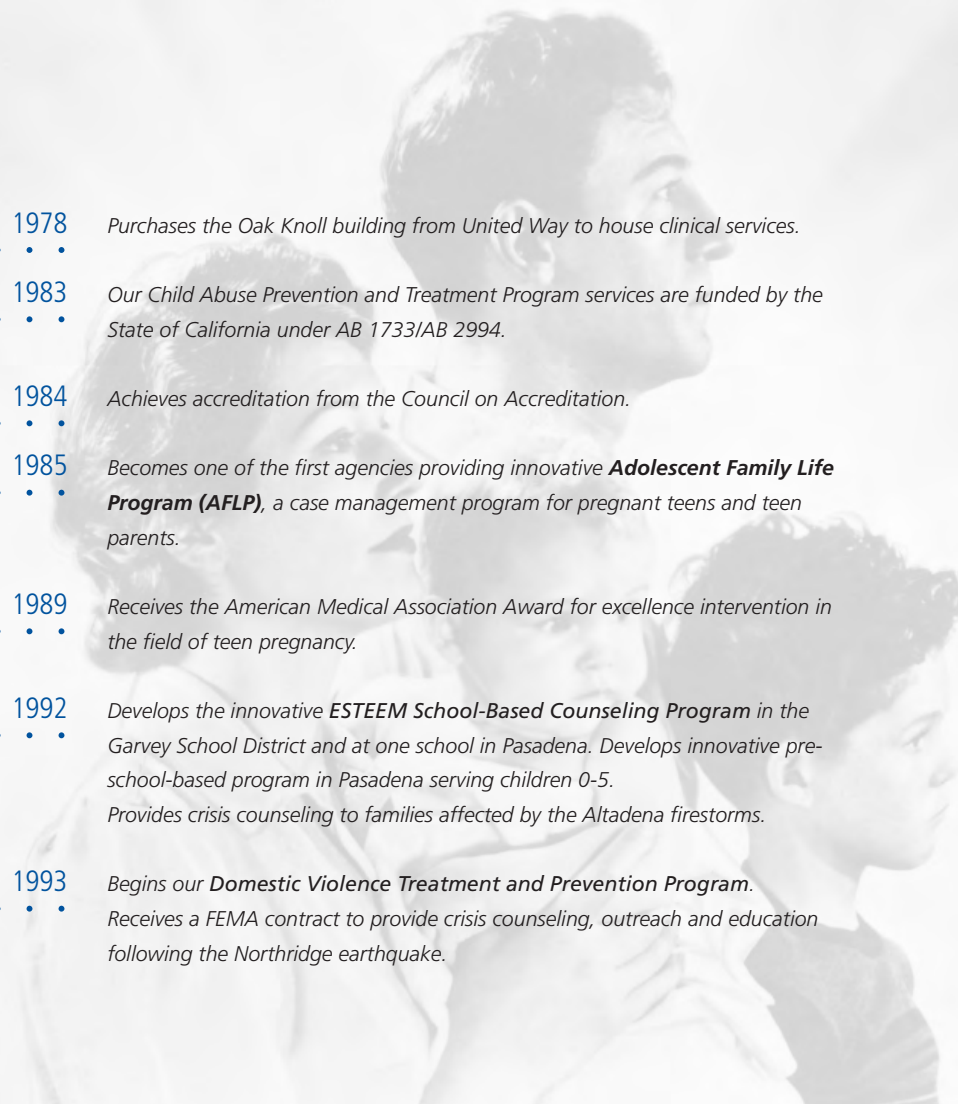 1978 Purchases the Oak Knoll building from United Way to house clinical services.
1983 Our Child Abuse Prevention and Treatment Program services are funded by the
State of California under AB 1733/AB 2994.
1984 Achieves accreditation from the Council on Accreditation.
1985 Becomes one of the first agencies providing innovative Adolescent Family Life
Program (AFLP), a case management program for pregnant teens and teen
parents.
1989 Receives the American Medical Association Award for excellence intervention in
the field of teen pregnancy.
1992 Develops the innovative ESTEEM School-Based Counseling Program in the
Garvey School District and at one school in Pasadena. Develops innovative pre-
school-based program in Pasadena serving children 0-5.
Provides crisis counseling to families affected by the Altadena firestorms.
1993 Begins our Domestic Violence Treatment and Prevention Program.
Receives a FEMA contract to provide crisis counseling, outreach and education
following the Northridge earthquake.